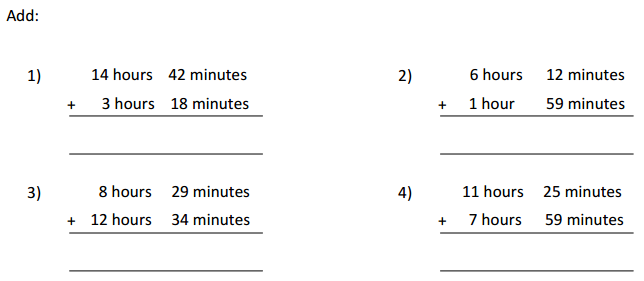 Add:
1) 14 hours 42 minutes
+ 3 hours 18 minutes
2) 6 hours 12 minutes
+ 1 hour 59 minutes
3) 8 hours 29 minutes
+ 12 hours 34 minutes
4) 11 hours 25 minutes
+ 7 hours 59 minutes